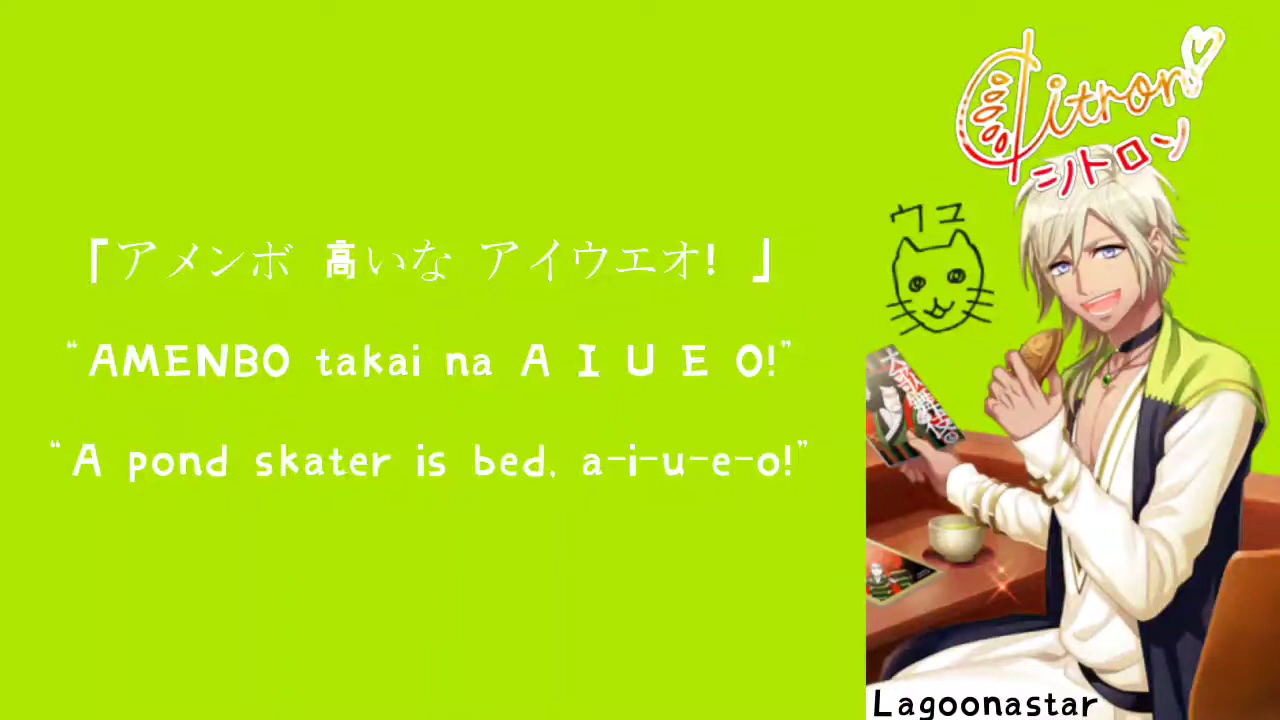 Citron
シトロン
ウユ
『アメンボ 高いな アイウエオ! 』
“AMENBO takai na A I U E O!”
“A pond skater is bed, a-i-u-e-o!”
Lagoonastar